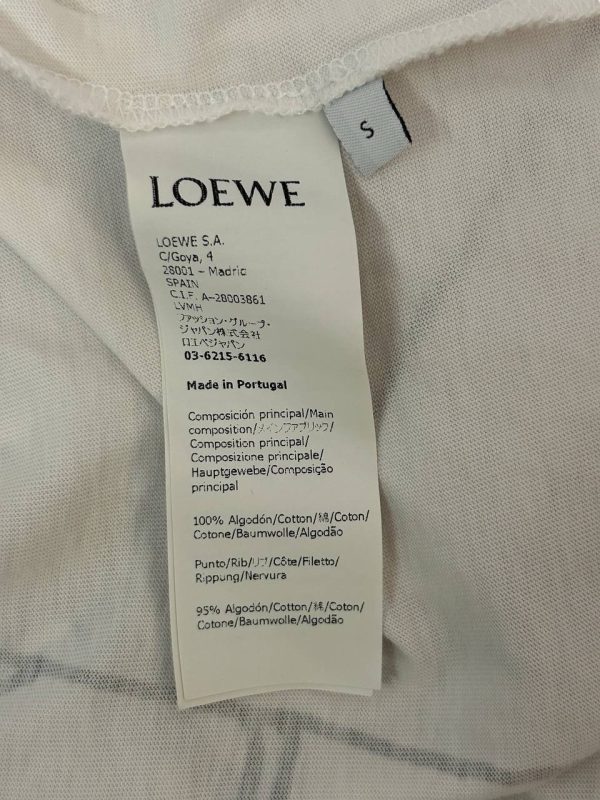 S
LOEWE
LOEWE S.A.
C/Goya, 4
28001 – Madrid
SPAIN
C.I.F. A-28003861
LVMH
ファッション・グループ・
ジャパン株式会社
ロエベジャパン
03-6215-6116
Made in Portugal
Composición principal/Main
composition/メインファブリック/
Composition principal/
Composizione principale/
Hauptgewebe/Composição
principal
100% Algodón/Cotton/綿/Coton/
Cotone/Baumwolle/Algodão
Punto/Rib/リブ/Côte/Filetto/
Rippung/Nervura
95% Algodón/Cotton/綿/Coton/
Cotone/Baumwolle/Algodão